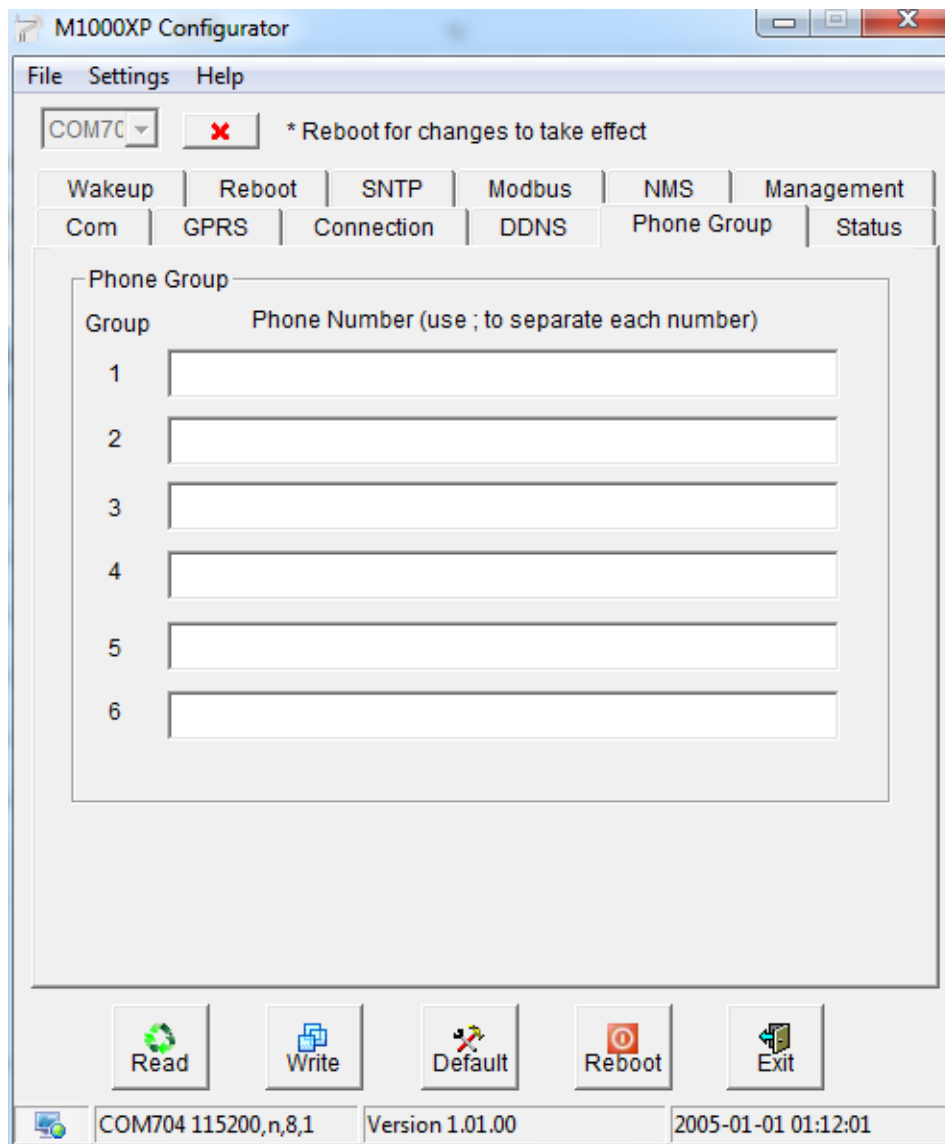 M1000XP Configurator
File Settings Help
COM70 * Reboot for changes to take effect
Wakeup Reboot SNTP Modbus NMS Management
Com GPRS Connection DDNS Phone Group Status
Phone Group
Group Phone Number (use ; to separate each number)
1
2
3
4
5
6
Read Write Default Reboot Exit
COM704 115200,n,8,1 Version 1.01.00 2005-01-01 01:12:01